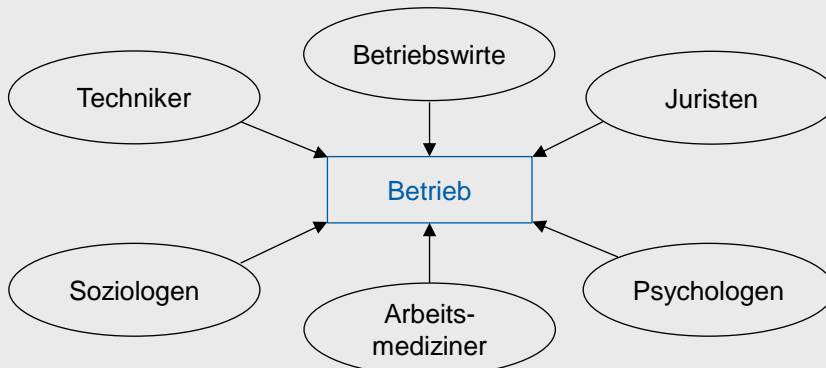 Betriebswirte
Techniker
Juristen
Betrieb
Soziologen
Psychologen
Arbeits-
mediziner